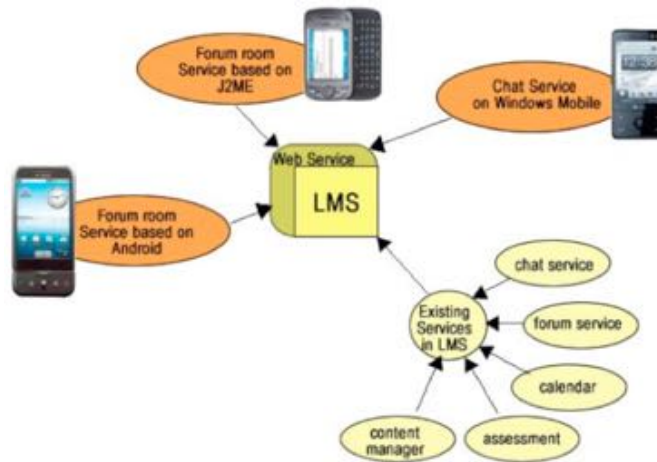 Forum room
Service based on
J2ME
Chat Service
on Windows Mobile
Web Service
LMS
Forum room
Service based on
Android
chat service
Existing
Services
in LMS
forum service
calendar
content
manager
assessment